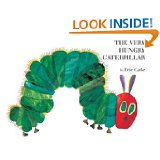 LOOK INSIDE!
THE VERY
HUNGRY
CATERPILLAR
by Eric Carle